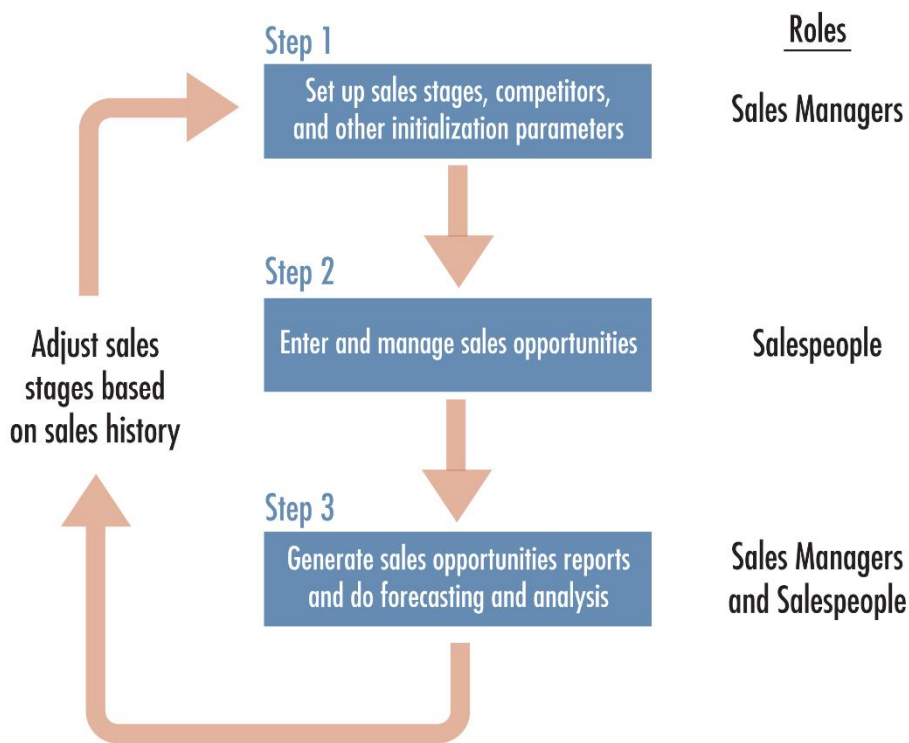 Roles
Step 1
Set up sales stages, competitors,
and other initialization parameters
Sales Managers
Step 2
Enter and manage sales opportunities
Salespeople
Adjust sales
stages based
on sales history
Step 3
Generate sales opportunities reports
and do forecasting and analysis
Sales Managers
and Salespeople